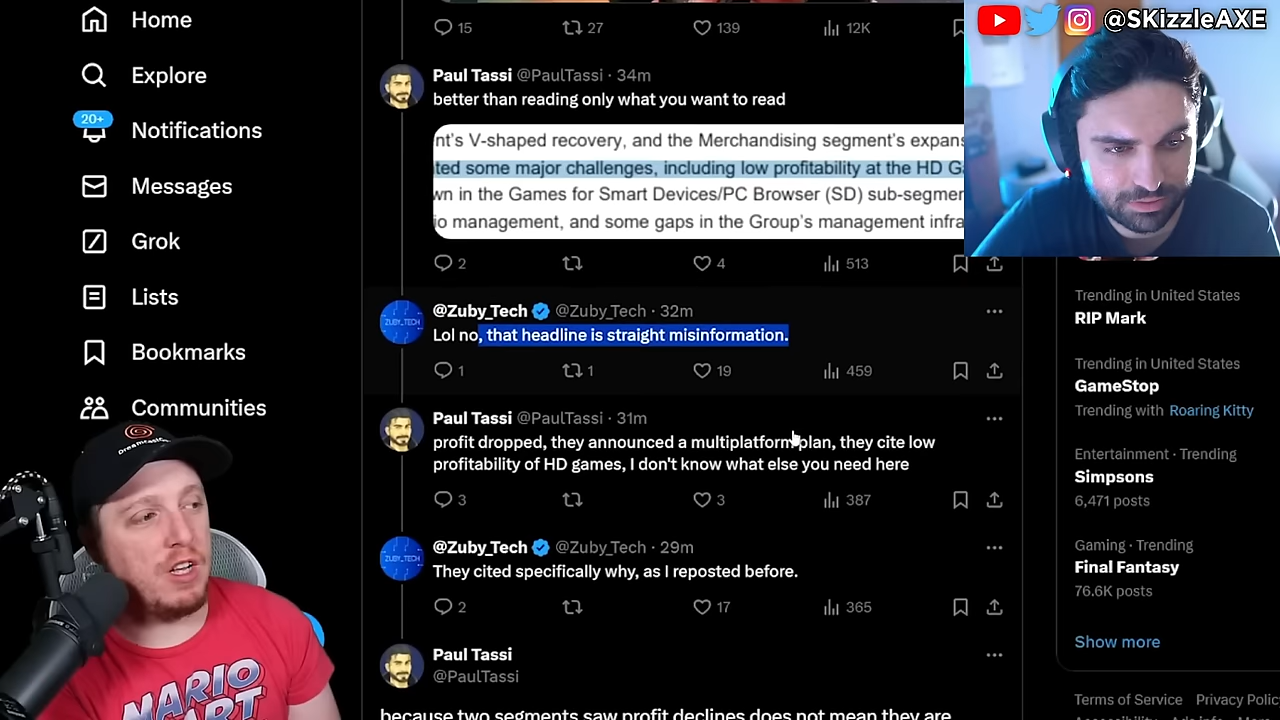 Home
Explore
20+
Notifications
Messages
Grok
Lists
Bookmarks
Communities
15
27
139
12K
Paul Tassi @PaulTassi · 34m
better than reading only what you want to read
nt's V-shaped recovery, and the Merchandising segment's expans
ted some major challenges, including low profitability at the HD G
wn in the Games for Smart Devices/PC Browser (SD) sub-segmen
io management, and some gaps in the Group's management infra
2
4
513
@Zuby_Tech @Zuby_Tech · 32m
Lol no, that headline is straight misinformation.
1
1
19
459
Paul Tassi @PaulTassi · 31m
profit dropped, they announced a multiplatform plan, they cite low
profitability of HD games, I don't know what else you need here
3
3
387
@Zuby_Tech @Zuby_Tech · 29m
They cited specifically why, as I reposted before.
2
17
365
Paul Tassi
@PaulTassi
because two segments saw profit declines does not mean they are
@SKizzleAXE
Trending in United States
RIP Mark
Trending in United States
GameStop
Trending with Roaring Kitty
Entertainment · Trending
Simpsons
6,471 posts
Gaming · Trending
Final Fantasy
76.6K posts
Show more
Terms of Service Privacy Polic
ZUBY_TECH
ZUBY_TECH
Dreamcast
MARIO
KART